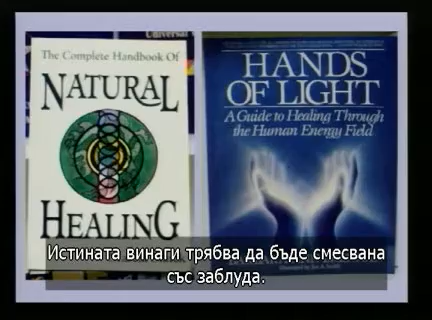 Universal
The Complete Handbook Of
NATURAL
HEALING
HANDS
OF LIGHT
A Guide to Healing Through
the Human Energy Field
Истината винаги трябва да бъде смесвана
със заблуда.